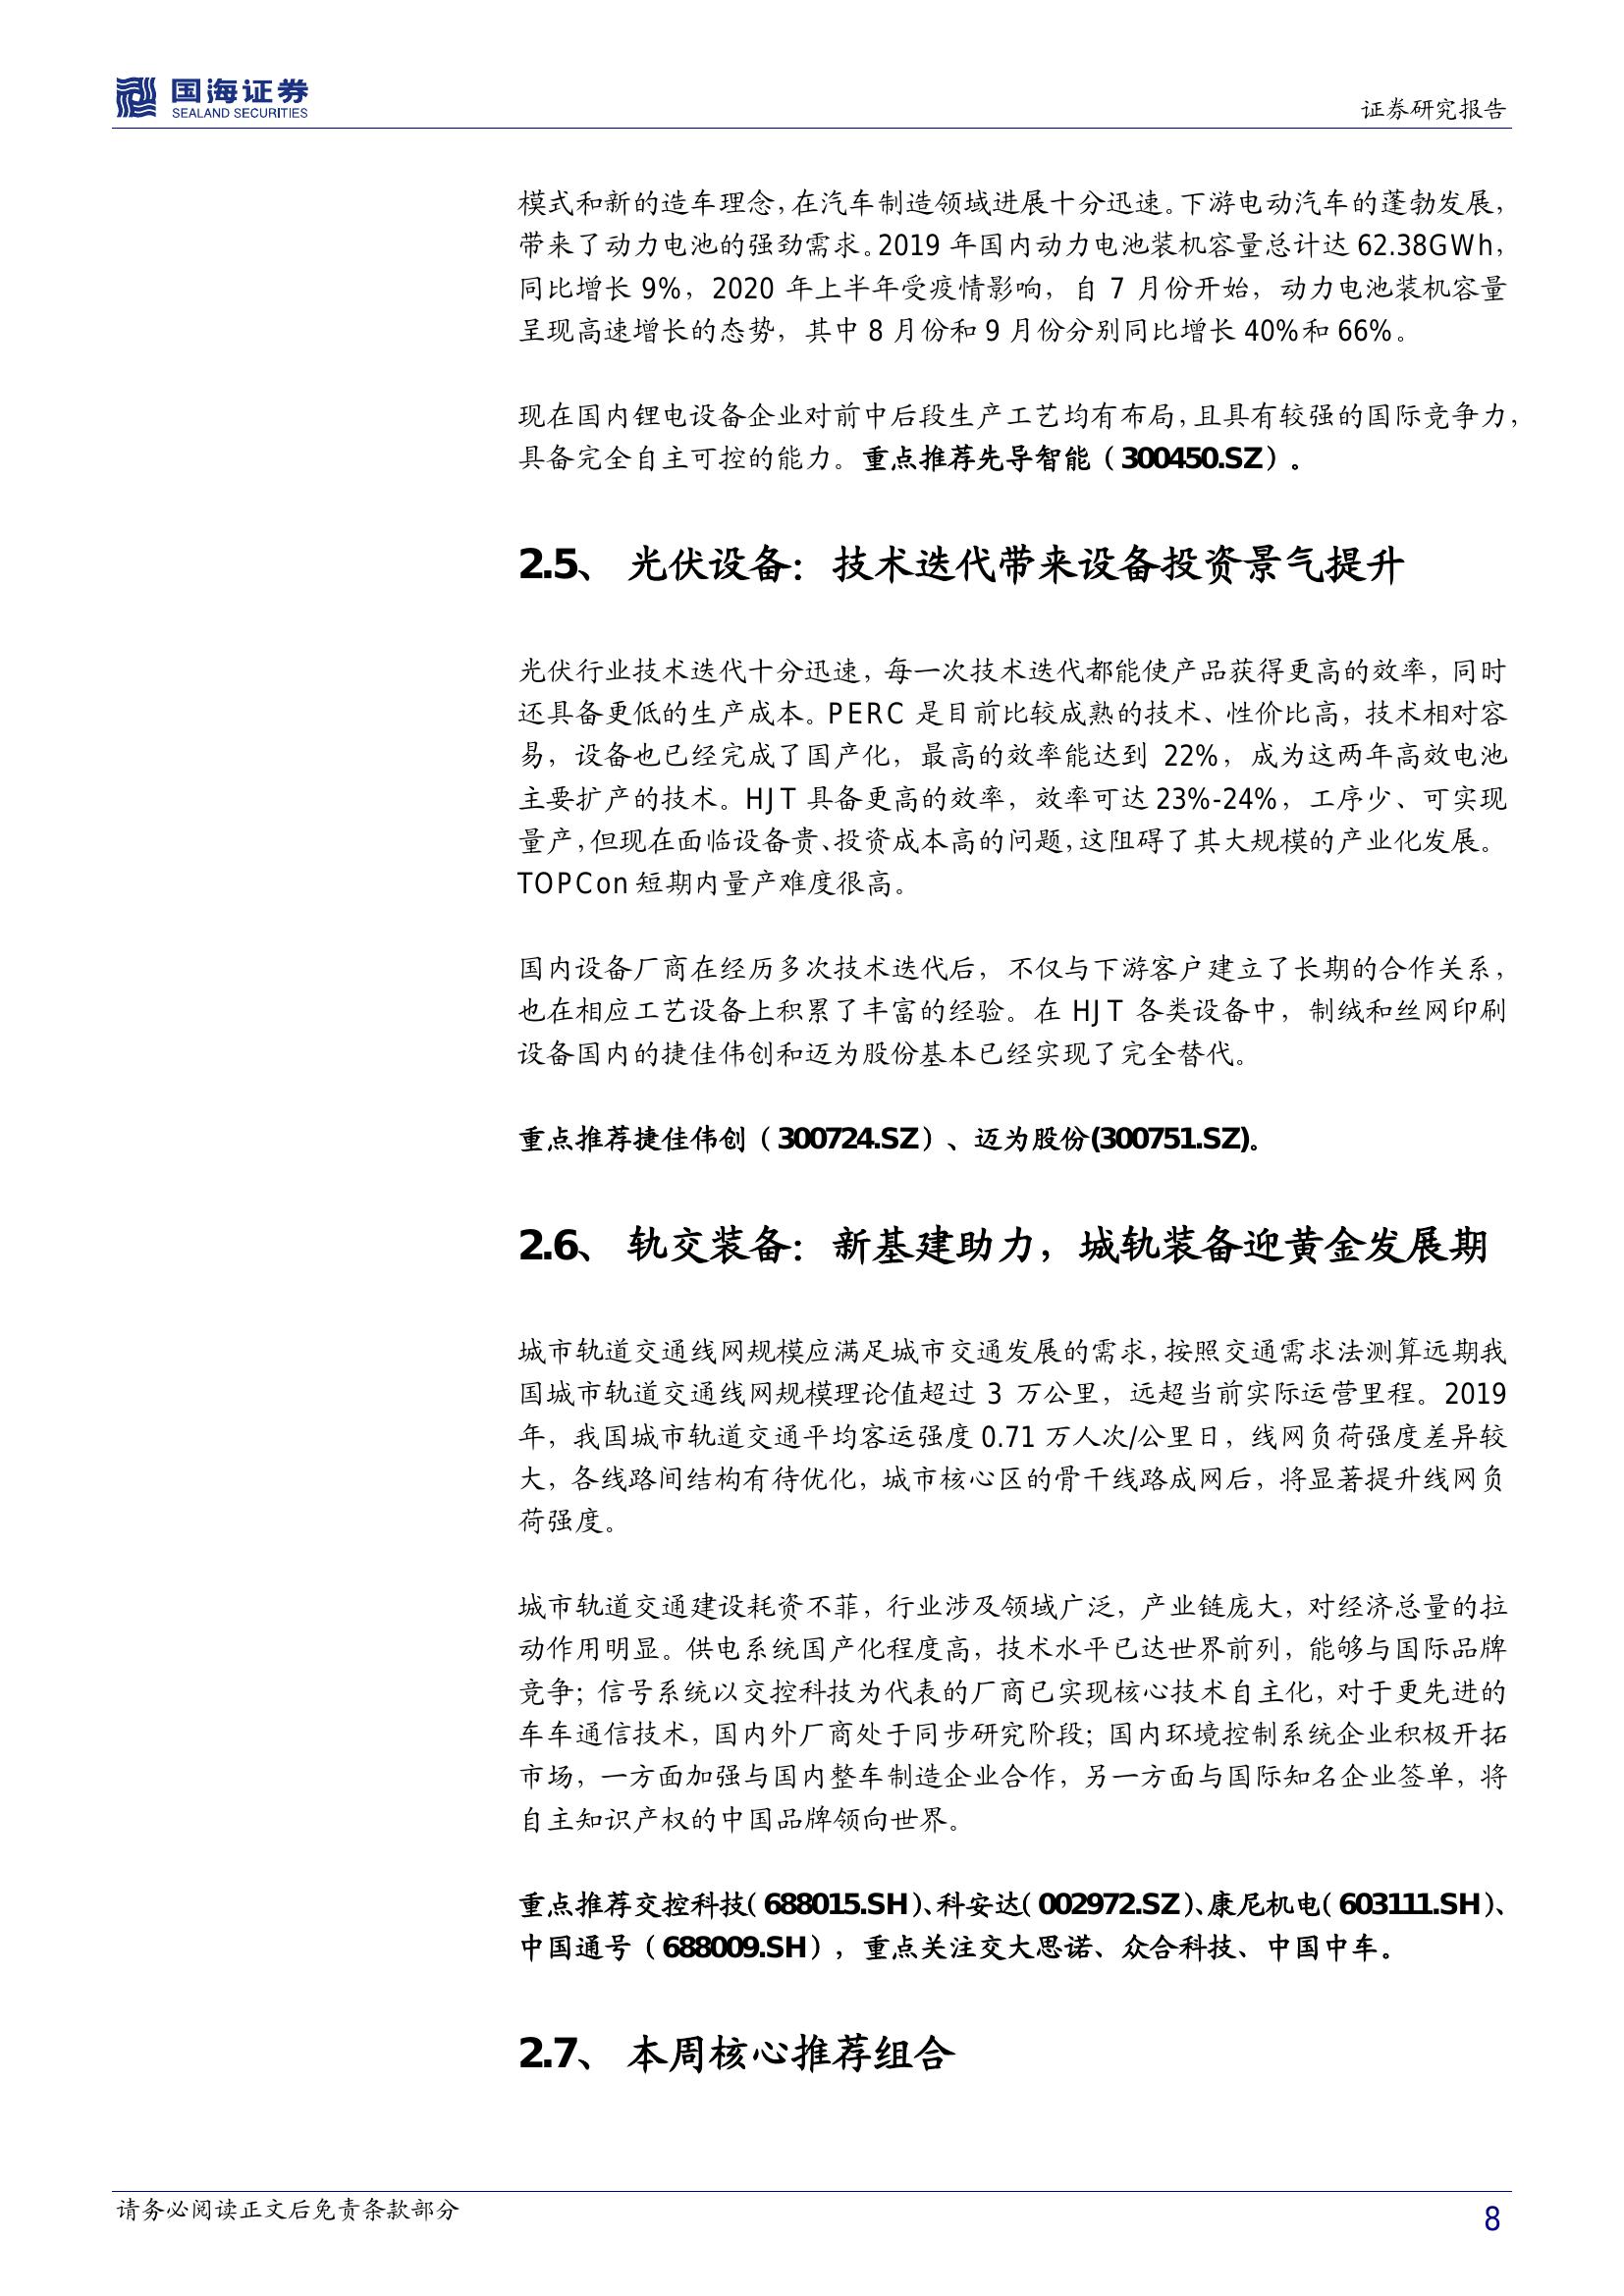 国海证券
SEALAND SECURITIES
证券研究报告
模式和新的造车理念，在汽车制造领域进展十分迅速。下游电动汽车的蓬勃发展，
带来了动力电池的强劲需求。2019 年国内动力电池装机容量总计达 62.38GWh，
同比增长 9%，2020 年上半年受疫情影响，自 7 月份开始，动力电池装机容量
呈现高速增长的态势，其中 8 月份和 9 月份分别同比增长 40%和 66%。
现在国内锂电设备企业对前中后段生产工艺均有布局，且具有较强的国际竞争力，
具备完全自主可控的能力。重点推荐先导智能（300450.SZ）。
2.5、 光伏设备：技术迭代带来设备投资景气提升
光伏行业技术迭代十分迅速，每一次技术迭代都能使产品获得更高的效率，同时
还具备更低的生产成本。PERC 是目前比较成熟的技术、性价比高，技术相对容
易，设备也已经完成了国产化，最高的效率能达到 22%，成为这两年高效电池
主要扩产的技术。HJT 具备更高的效率，效率可达 23%-24%，工序少、可实现
量产，但现在面临设备贵、投资成本高的问题，这阻碍了其大规模的产业化发展。
TOPCon 短期内量产难度很高。
国内设备厂商在经历多次技术迭代后，不仅与下游客户建立了长期的合作关系，
也在相应工艺设备上积累了丰富的经验。在 HJT 各类设备中，制绒和丝网印刷
设备国内的捷佳伟创和迈为股份基本已经实现了完全替代。
重点推荐捷佳伟创（300724.SZ）、迈为股份(300751.SZ)。
2.6、 轨交装备：新基建助力，城轨装备迎黄金发展期
城市轨道交通线网规模应满足城市交通发展的需求，按照交通需求法测算远期我
国城市轨道交通线网规模理论值超过 3 万公里，远超当前实际运营里程。2019
年，我国城市轨道交通平均客运强度 0.71 万人次/公里日，线网负荷强度差异较
大，各线路间结构有待优化，城市核心区的骨干线路成网后，将显著提升线网负
荷强度。
城市轨道交通建设耗资不菲，行业涉及领域广泛，产业链庞大，对经济总量的拉
动作用明显。供电系统国产化程度高，技术水平已达世界前列，能够与国际品牌
竞争；信号系统以交控科技为代表的厂商已实现核心技术自主化，对于更先进的
车车通信技术，国内外厂商处于同步研究阶段；国内环境控制系统企业积极开拓
市场，一方面加强与国内整车制造企业合作，另一方面与国际知名企业签单，将
自主知识产权的中国品牌领向世界。
重点推荐交控科技（688015.SH）、科安达（002972.SZ）、康尼机电（603111.SH）、
中国通号（688009.SH），重点关注交大思诺、众合科技、中国中车。
2.7、 本周核心推荐组合
请务必阅读正文后免责条款部分
8